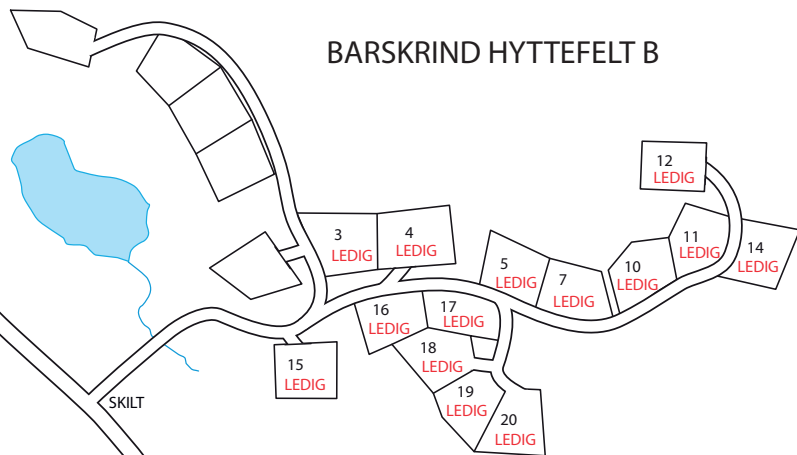 BARSKRIND HYTTEFELT B
12
LEDIG
3
LEDIG
4
LEDIG
11
LEDIG
14
LEDIG
5
LEDIG
7
LEDIG
10
LEDIG
16
LEDIG
17
LEDIG
15
LEDIG
18
LEDIG
19
LEDIG
20
LEDIG
SKILT